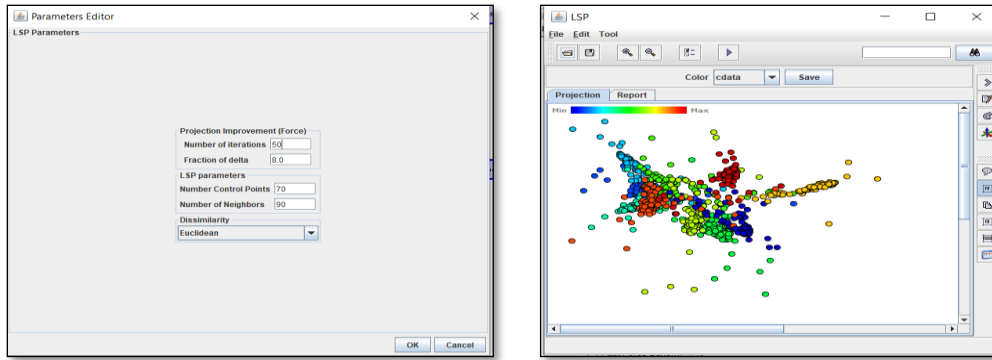 Parameters Editor
LSP Parameters
Projection Improvement (Force)
Number of iterations 50
Fraction of delta 8.0
LSP parameters
Number Control Points 70
Number of Neighbors 90
Dissimilarity
Euclidean
OK Cancel
LSP
File Edit Tool
Color cdata Save
Projection Report
Min Max